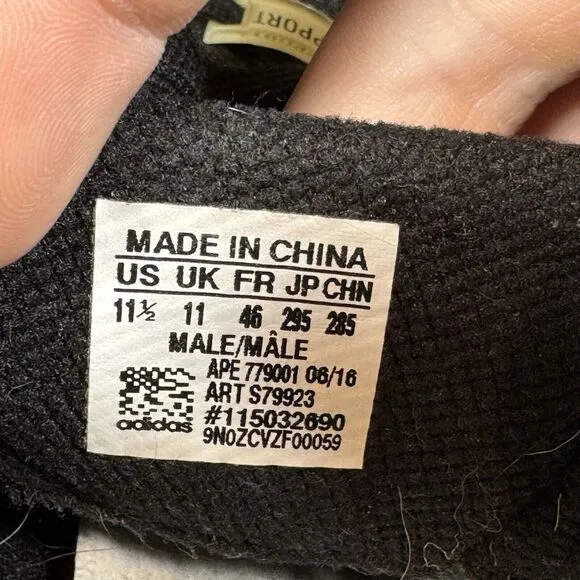 PPORT
MADE IN CHINA
US UK FR JP CHN
11½ 11 46 295 285
MALE/MÂLE
APE 779001 06/16
ART S79923
#115032690
adidas
9N0ZCVZF00059